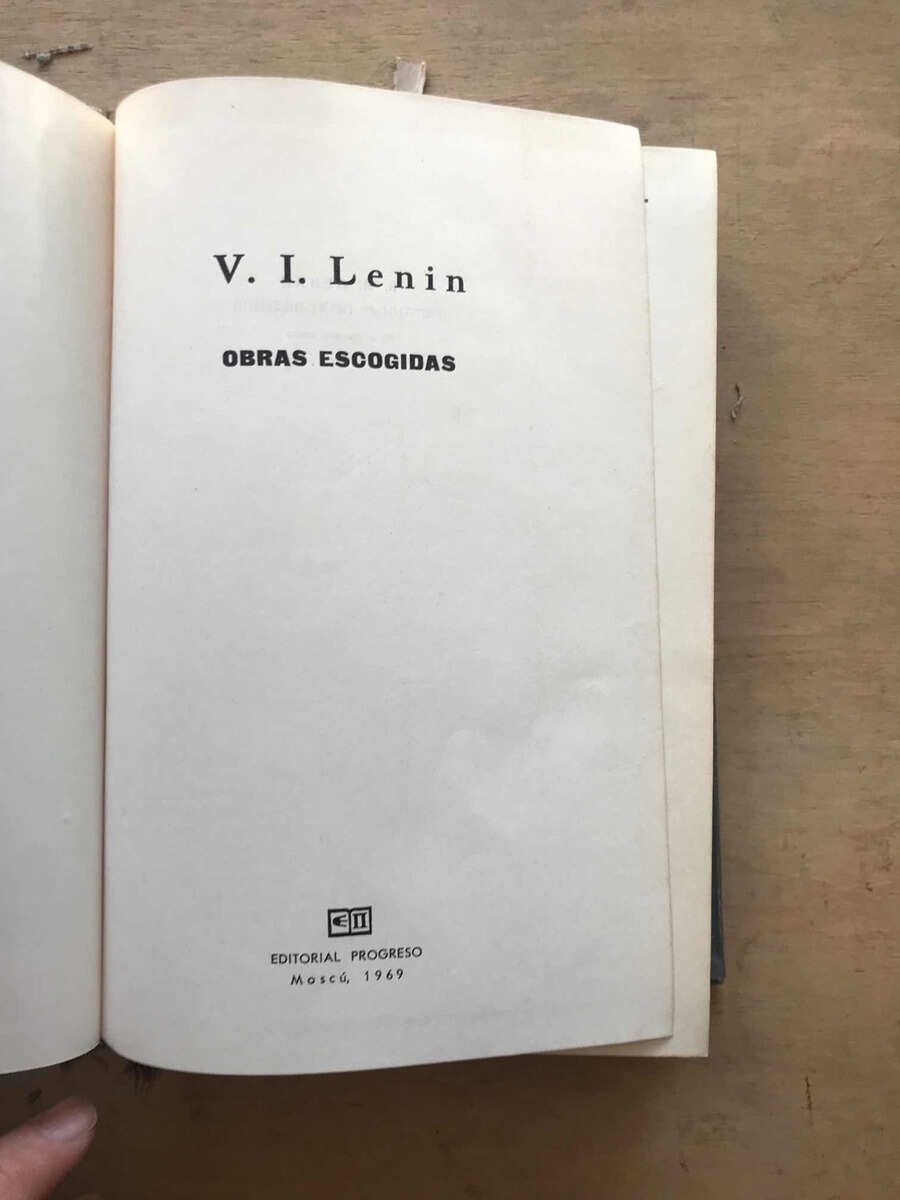 V. I. Lenin
OBRAS ESCOGIDAS
EDITORIAL PROGRESO
Moscú, 1969